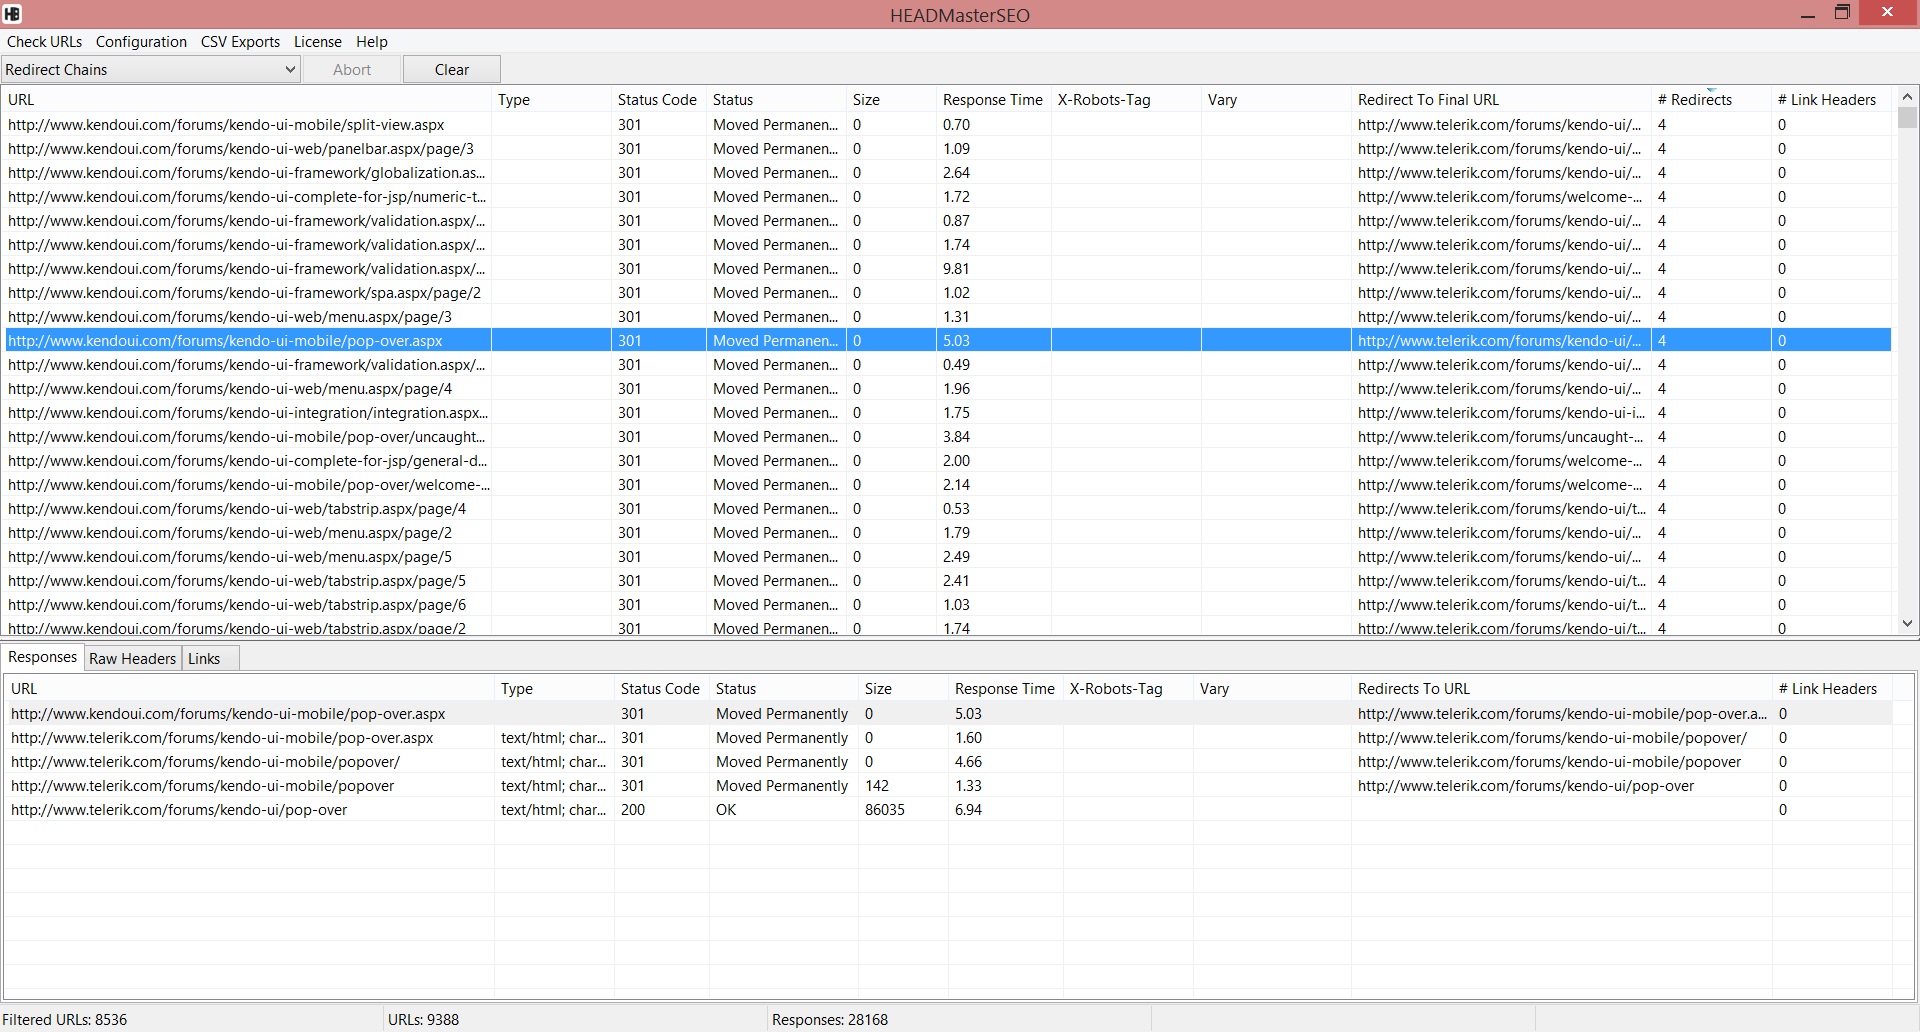 HB HEADMasterSEO
Check URLs Configuration CSV Exports License Help
Redirect Chains Abort Clear
URL Type Status Code Status Size Response Time X-Robots-Tag Vary Redirect To Final URL # Redirects # Link Headers
http://www.kendoui.com/forums/kendo-ui-mobile/split-view.aspx 301 Moved Permanen... 0 0.70 http://www.telerik.com/forums/kendo-ui/... 4 0
http://www.kendoui.com/forums/kendo-ui-web/panelbar.aspx/page/3 301 Moved Permanen... 0 1.09 http://www.telerik.com/forums/kendo-ui/... 4 0
http://www.kendoui.com/forums/kendo-ui-framework/globalization.as... 301 Moved Permanen... 0 2.64 http://www.telerik.com/forums/kendo-ui/... 4 0
http://www.kendoui.com/forums/kendo-ui-complete-for-jsp/numeric-t... 301 Moved Permanen... 0 1.72 http://www.telerik.com/forums/welcome-... 4 0
http://www.kendoui.com/forums/kendo-ui-framework/validation.aspx/... 301 Moved Permanen... 0 0.87 http://www.telerik.com/forums/kendo-ui/... 4 0
http://www.kendoui.com/forums/kendo-ui-framework/validation.aspx/... 301 Moved Permanen... 0 1.74 http://www.telerik.com/forums/kendo-ui/... 4 0
http://www.kendoui.com/forums/kendo-ui-framework/validation.aspx/... 301 Moved Permanen... 0 9.81 http://www.telerik.com/forums/kendo-ui/... 4 0
http://www.kendoui.com/forums/kendo-ui-framework/spa.aspx/page/2 301 Moved Permanen... 0 1.02 http://www.telerik.com/forums/kendo-ui/... 4 0
http://www.kendoui.com/forums/kendo-ui-web/menu.aspx/page/3 301 Moved Permanen... 0 1.31 http://www.telerik.com/forums/kendo-ui/... 4 0
http://www.kendoui.com/forums/kendo-ui-mobile/pop-over.aspx 301 Moved Permanen... 0 5.03 http://www.telerik.com/forums/kendo-ui/... 4 0
http://www.kendoui.com/forums/kendo-ui-framework/validation.aspx/... 301 Moved Permanen... 0 0.49 http://www.telerik.com/forums/kendo-ui/... 4 0
http://www.kendoui.com/forums/kendo-ui-web/menu.aspx/page/4 301 Moved Permanen... 0 1.96 http://www.telerik.com/forums/kendo-ui/... 4 0
http://www.kendoui.com/forums/kendo-ui-integration/integration.aspx... 301 Moved Permanen... 0 1.75 http://www.telerik.com/forums/kendo-ui-i... 4 0
http://www.kendoui.com/forums/kendo-ui-mobile/pop-over/uncaught... 301 Moved Permanen... 0 3.84 http://www.telerik.com/forums/uncaught-... 4 0
http://www.kendoui.com/forums/kendo-ui-complete-for-jsp/general-d... 301 Moved Permanen... 0 2.00 http://www.telerik.com/forums/welcome-... 4 0
http://www.kendoui.com/forums/kendo-ui-mobile/pop-over/welcome-... 301 Moved Permanen... 0 2.14 http://www.telerik.com/forums/welcome-... 4 0
http://www.kendoui.com/forums/kendo-ui-web/tabstrip.aspx/page/4 301 Moved Permanen... 0 0.53 http://www.telerik.com/forums/kendo-ui/t... 4 0
http://www.kendoui.com/forums/kendo-ui-web/menu.aspx/page/2 301 Moved Permanen... 0 1.79 http://www.telerik.com/forums/kendo-ui/... 4 0
http://www.kendoui.com/forums/kendo-ui-web/menu.aspx/page/5 301 Moved Permanen... 0 2.49 http://www.telerik.com/forums/kendo-ui/... 4 0
http://www.kendoui.com/forums/kendo-ui-web/tabstrip.aspx/page/5 301 Moved Permanen... 0 2.41 http://www.telerik.com/forums/kendo-ui/t... 4 0
http://www.kendoui.com/forums/kendo-ui-web/tabstrip.aspx/page/6 301 Moved Permanen... 0 1.03 http://www.telerik.com/forums/kendo-ui/t... 4 0
http://www.kendoui.com/forums/kendo-ui-web/tabstrip.aspx/page/2 301 Moved Permanen... 0 1.74 http://www.telerik.com/forums/kendo-ui/t... 4 0
Responses Raw Headers Links
URL Type Status Code Status Size Response Time X-Robots-Tag Vary Redirects To URL # Link Headers
http://www.kendoui.com/forums/kendo-ui-mobile/pop-over.aspx 301 Moved Permanently 0 5.03 http://www.telerik.com/forums/kendo-ui-mobile/pop-over.a... 0
http://www.telerik.com/forums/kendo-ui-mobile/pop-over.aspx text/html; char... 301 Moved Permanently 0 1.60 http://www.telerik.com/forums/kendo-ui-mobile/popover/ 0
http://www.telerik.com/forums/kendo-ui-mobile/popover/ text/html; char... 301 Moved Permanently 0 4.66 http://www.telerik.com/forums/kendo-ui-mobile/popover 0
http://www.telerik.com/forums/kendo-ui-mobile/popover text/html; char... 301 Moved Permanently 142 1.33 http://www.telerik.com/forums/kendo-ui/pop-over 0
http://www.telerik.com/forums/kendo-ui/pop-over text/html; char... 200 OK 86035 6.94 0
Filtered URLs: 8536 URLs: 9388 Responses: 28168